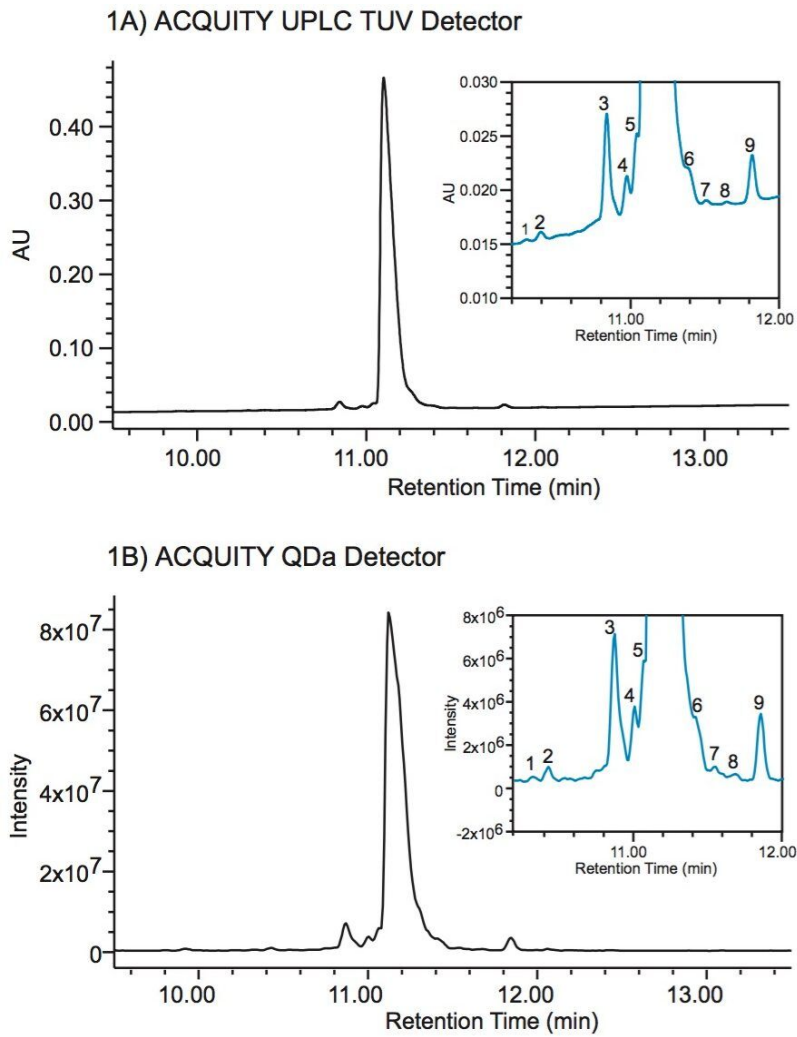 1A) ACQUITY UPLC TUV Detector
AU
0.40
0.30
0.20
0.10
0.00
10.00 11.00 12.00 13.00
Retention Time (min)
AU
0.030
0.025
0.020
0.015
0.010
1 2 3 4 5 6 7 8 9
11.00 12.00
Retention Time (min)
1B) ACQUITY QDa Detector
Intensity
8x10⁷
6x10⁷
4x10⁷
2x10⁷
0
10.00 11.00 12.00 13.00
Retention Time (min)
Intensity
8x10⁶
6x10⁶
4x10⁶
2x10⁶
0
-2x10⁶
1 2 3 4 5 6 7 8 9
11.00 12.00
Retention Time (min)